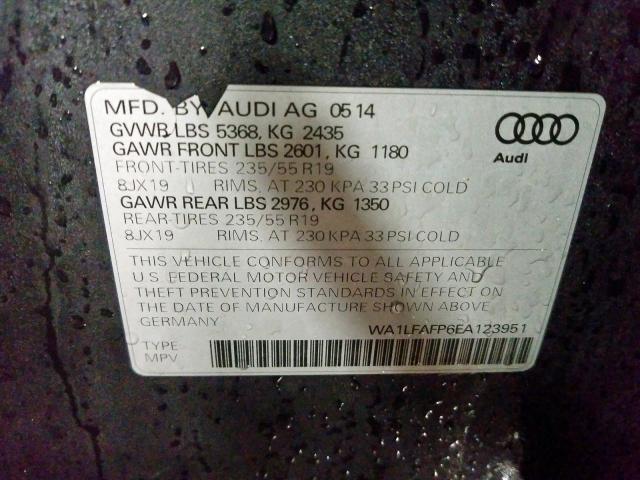 MFD. BY AUDI AG 05 14
GVWR LBS 5368, KG 2435
GAWR FRONT LBS 2601, KG 1180
FRONT-TIRES 235/55 R19
8JX19 RIMS, AT 230 KPA 33 PSI COLD
GAWR REAR LBS 2976, KG 1350
REAR-TIRES 235/55 R19
8JX19 RIMS, AT 230 KPA 33 PSI COLD
Audi
THIS VEHICLE CONFORMS TO ALL APPLICABLE
U.S. FEDERAL MOTOR VEHICLE SAFETY AND
THEFT PREVENTION STANDARDS IN EFFECT ON
THE DATE OF MANUFACTURE SHOWN ABOVE
GERMANY
WA1LFAFP6EA123951
TYPE
MPV